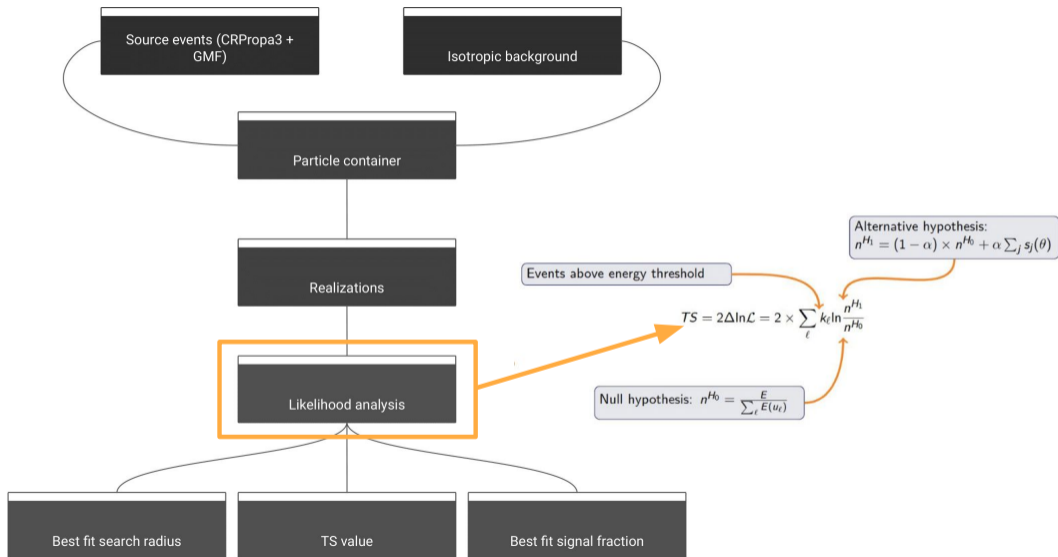 Source events (CRPropa3 +
GMF)
Isotropic background
Particle container
Realizations
Likelihood analysis
Best fit search radius
TS value
Best fit signal fraction
Alternative hypothesis:
n^{H_1} = (1 − α) × n^{H_0} + α ∑_j s_j(θ)
Events above energy threshold
TS = 2Δln𝓛 = 2 × ∑_ℓ k_ℓ ln n^{H_1}/n^{H_0}
Null hypothesis: n^{H_0} = E/∑_ℓ E(u_ℓ)